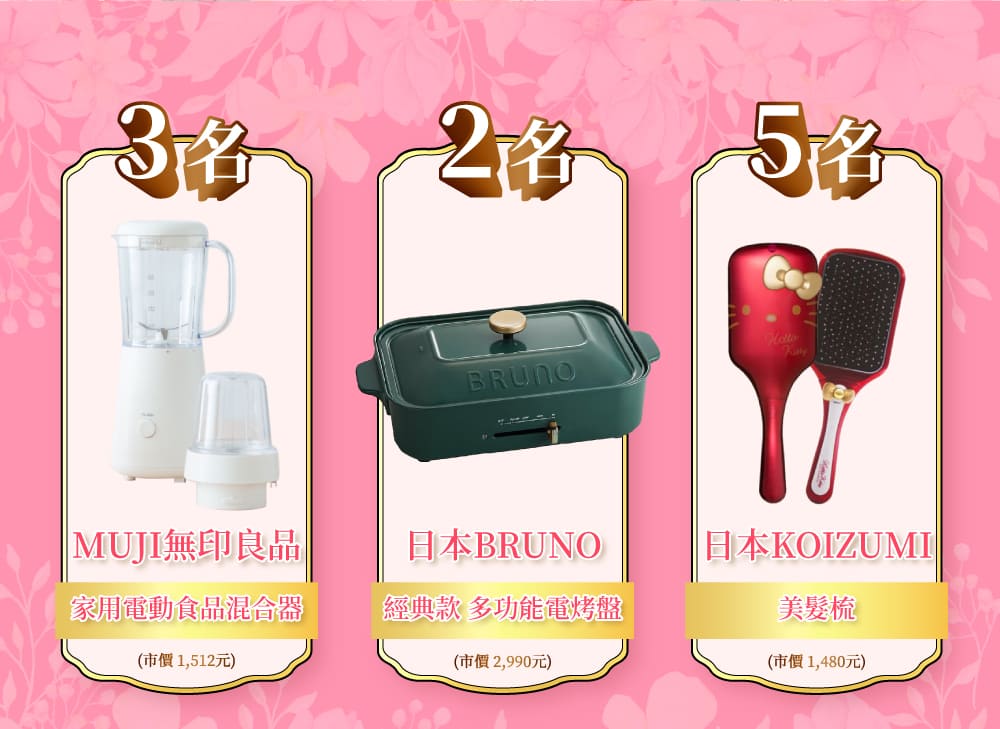 3名
MUJI無印良品
家用電動食品混合器
(市價 1,512元)
2名
BRUNO
日本BRUNO
經典款 多功能電烤盤
(市價 2,990元)
5名
Hello
Kitty
日本KOIZUMI
美髮梳
(市價 1,480元)